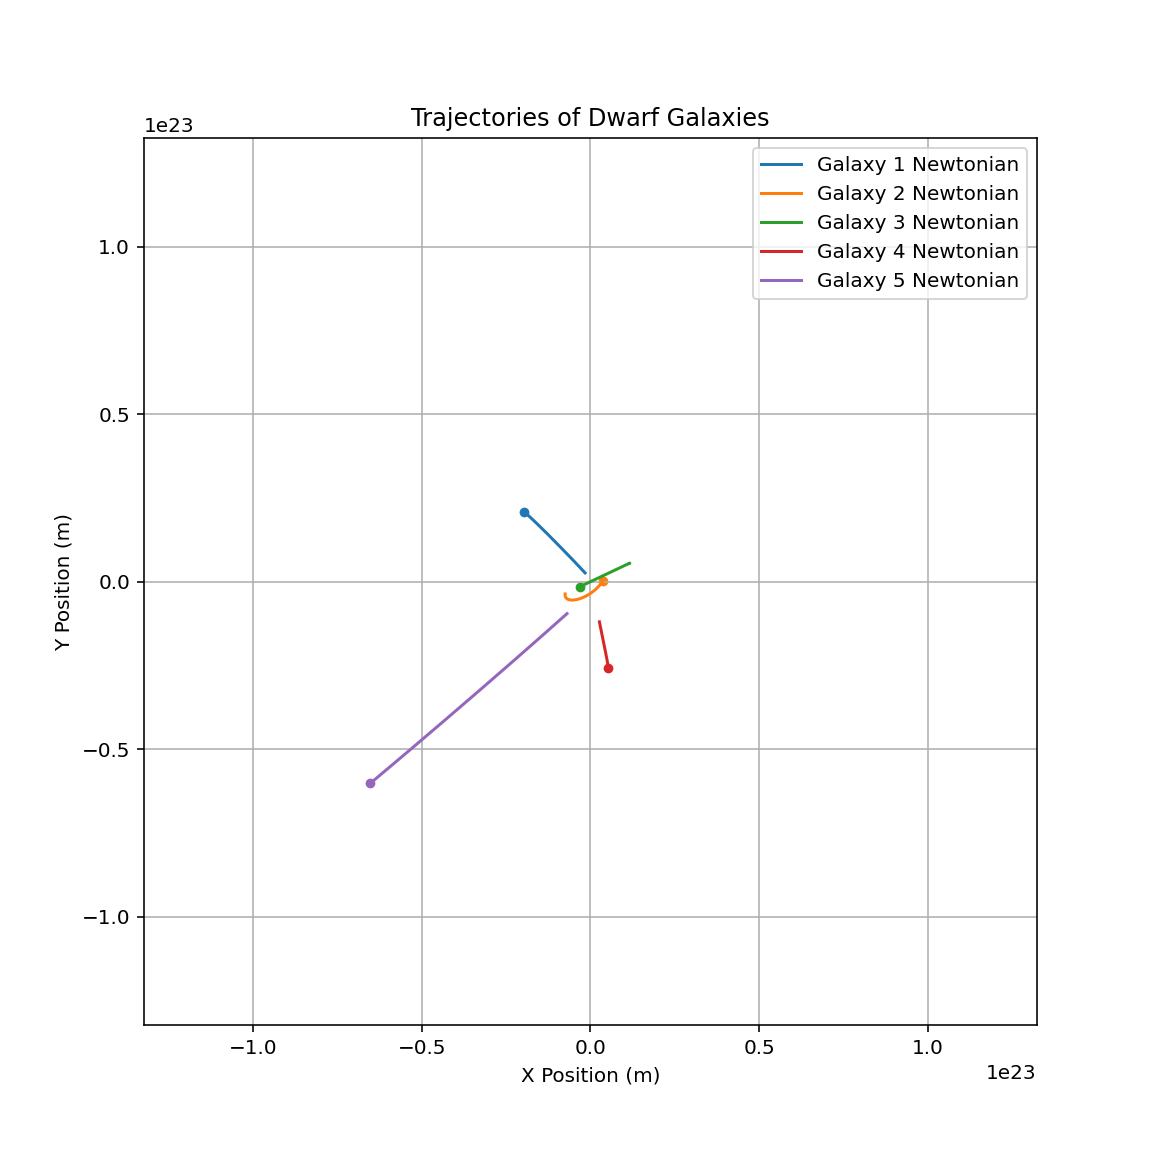 Trajectories of Dwarf Galaxies
1e23
Galaxy 1 Newtonian
Galaxy 2 Newtonian
Galaxy 3 Newtonian
Galaxy 4 Newtonian
Galaxy 5 Newtonian
1.0
0.5
0.0
−0.5
−1.0
Y Position (m)
−1.0 −0.5 0.0 0.5 1.0
X Position (m)
1e23